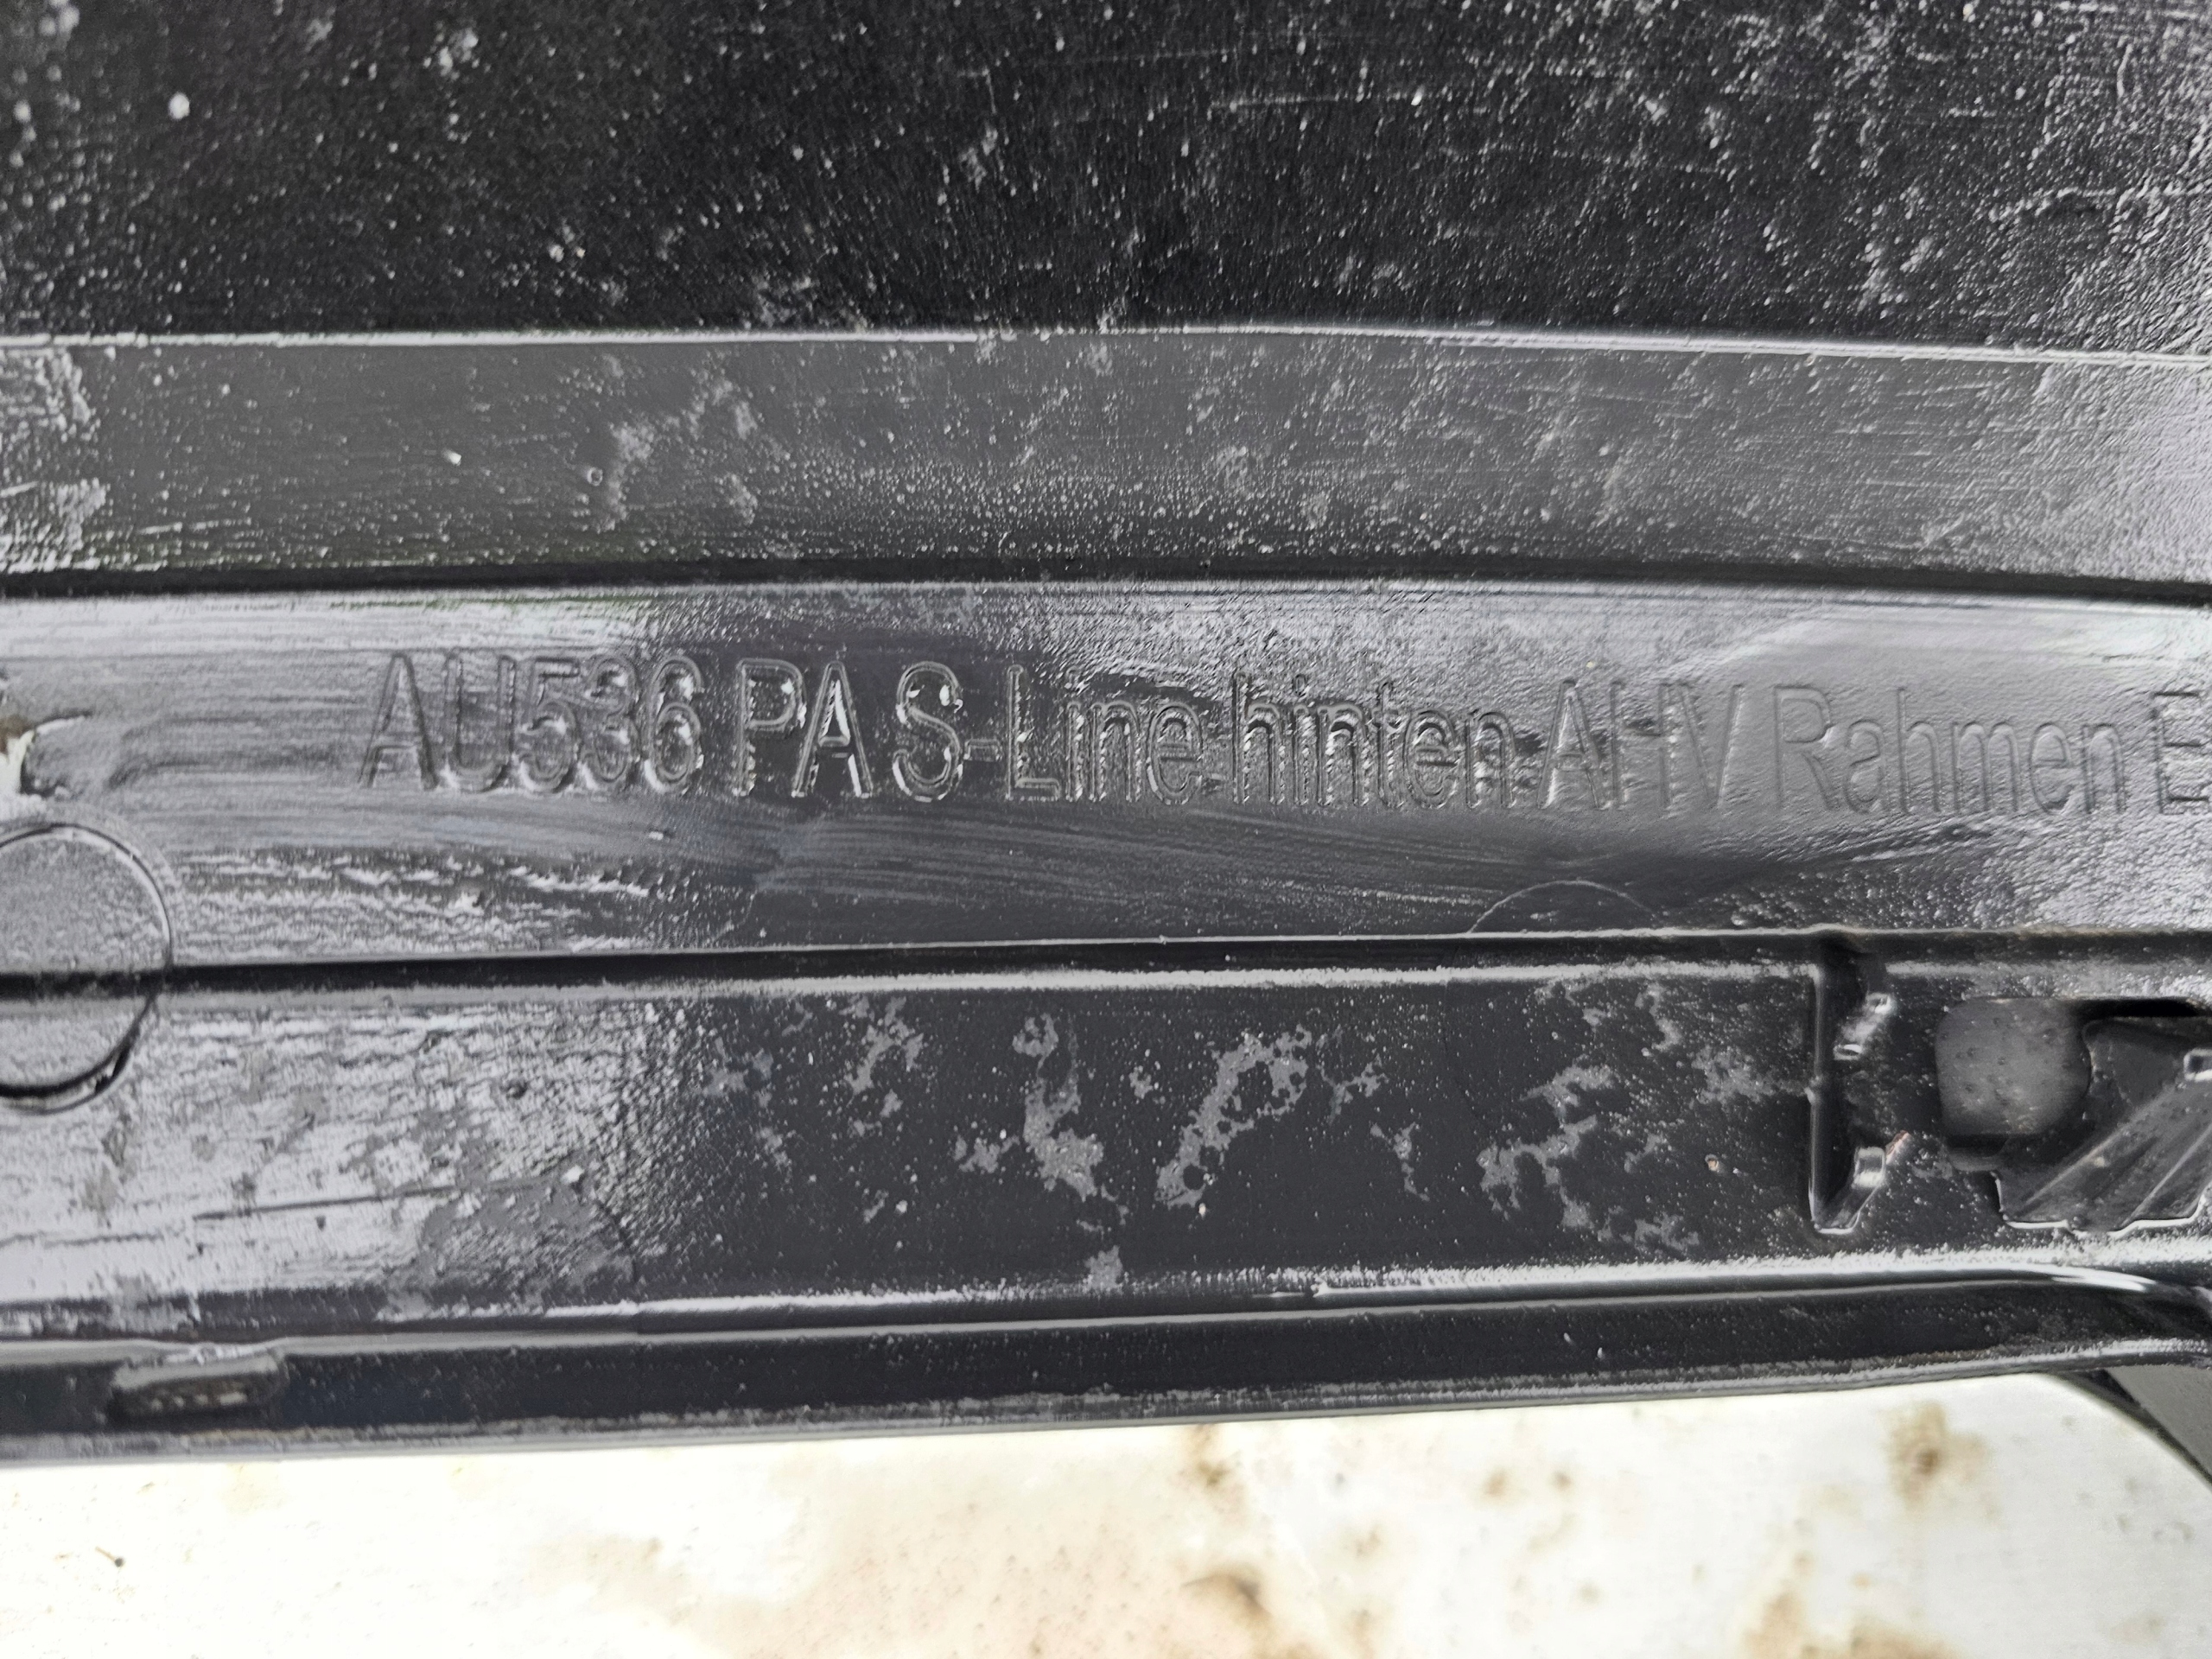 AU536 PA S-Line hinten AHV Rahmen